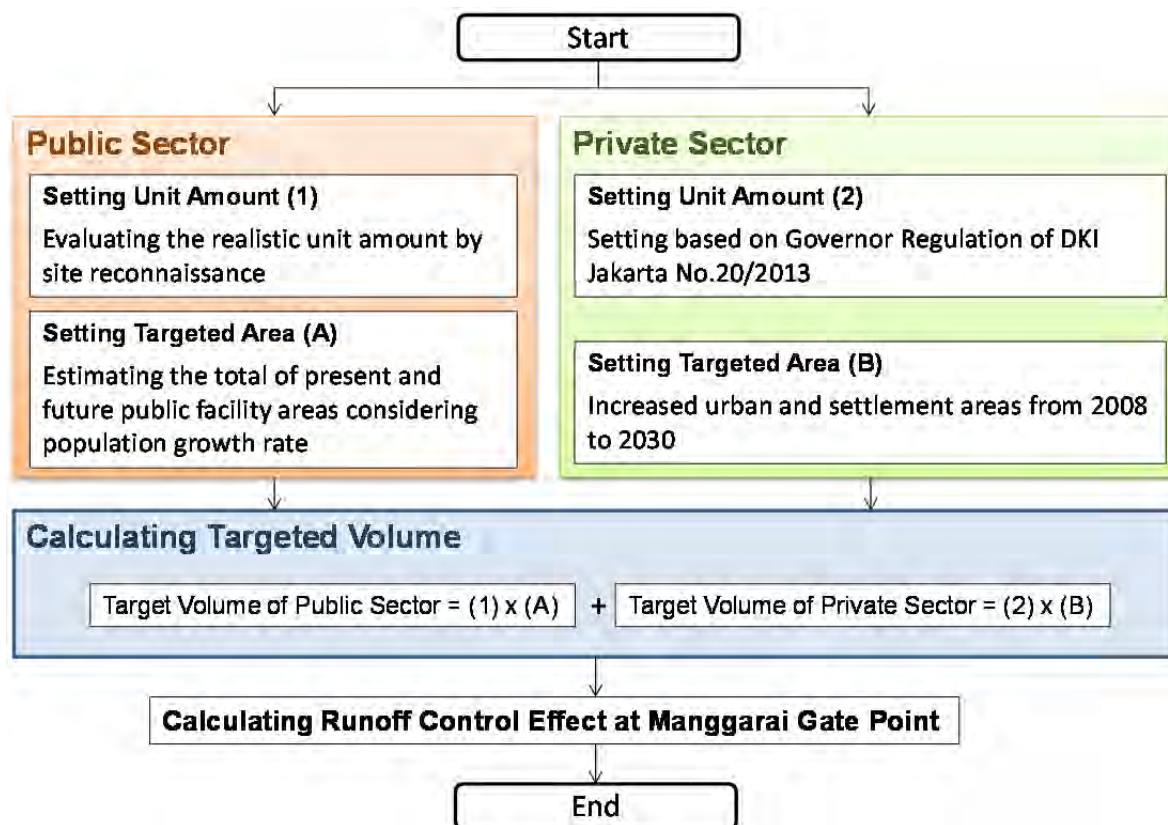 Start
Public Sector
Setting Unit Amount (1)
Evaluating the realistic unit amount by
site reconnaissance
Setting Targeted Area (A)
Estimating the total of present and
future public facility areas considering
population growth rate
Private Sector
Setting Unit Amount (2)
Setting based on Governor Regulation of DKI
Jakarta No.20/2013
Setting Targeted Area (B)
Increased urban and settlement areas from 2008
to 2030
Calculating Targeted Volume
Target Volume of Public Sector = (1) x (A) + Target Volume of Private Sector = (2) x (B)
Calculating Runoff Control Effect at Manggarai Gate Point
End